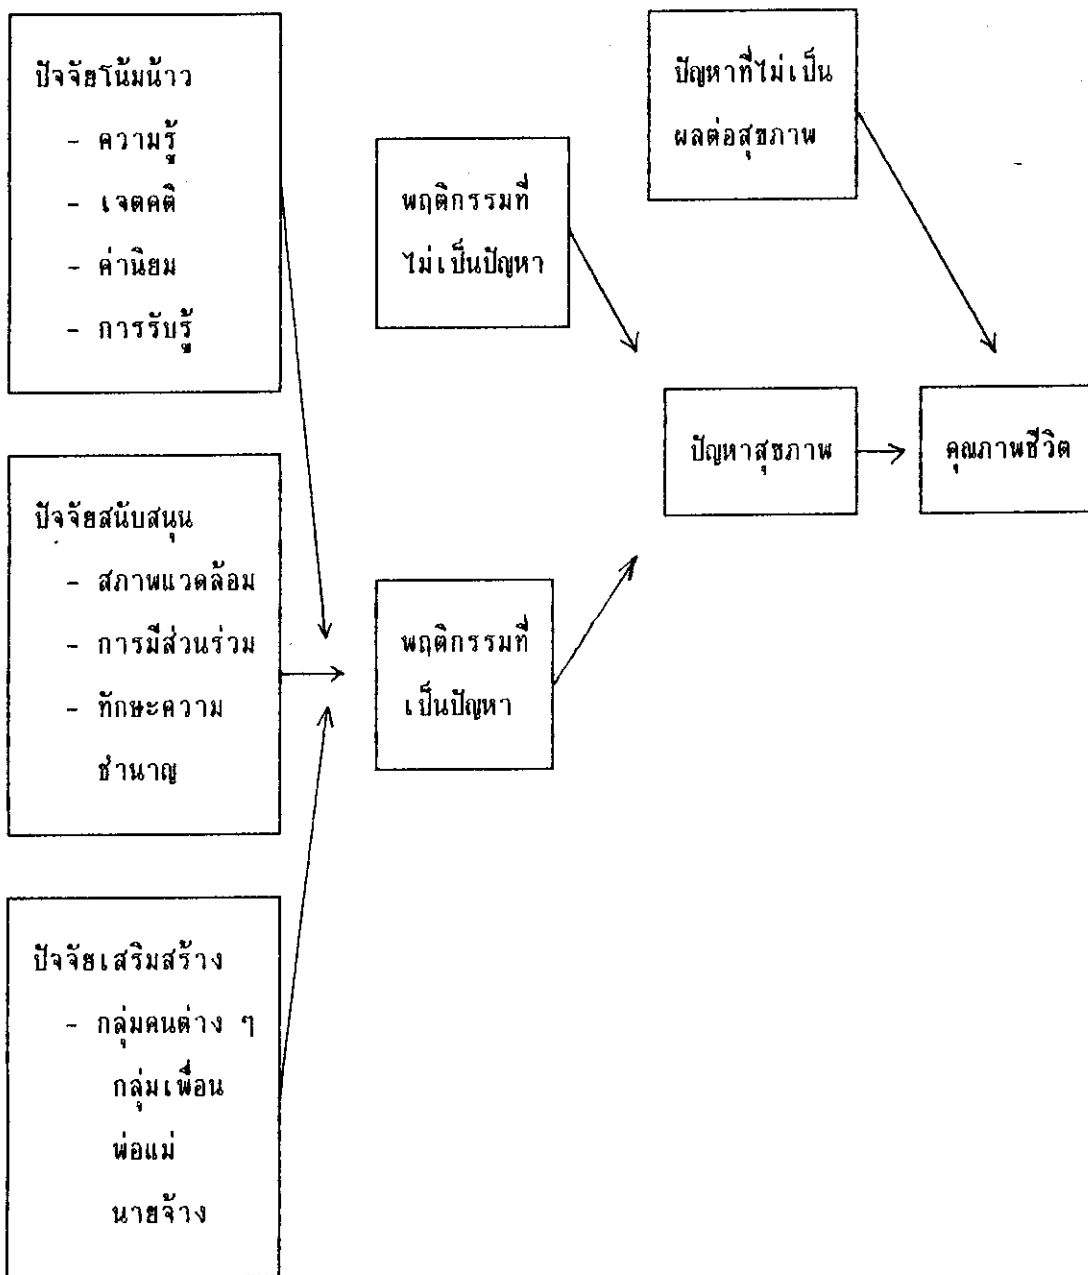 ปัจจัยโน้มน้าว
- ความรู้
- เจตคติ
- ค่านิยม
- การรับรู้
ปัจจัยสนับสนุน
- สภาพแวดล้อม
- การมีส่วนร่วม
- ทักษะความ
ชำนาญ
ปัจจัยเสริมสร้าง
- กลุ่มคนต่าง ๆ
กลุ่มเพื่อน
พ่อแม่
นายจ้าง
พฤติกรรมที่
ไม่เป็นปัญหา
พฤติกรรมที่
เป็นปัญหา
ปัญหาที่ไม่เป็น
ผลต่อสุขภาพ
ปัญหาสุขภาพ
คุณภาพชีวิต